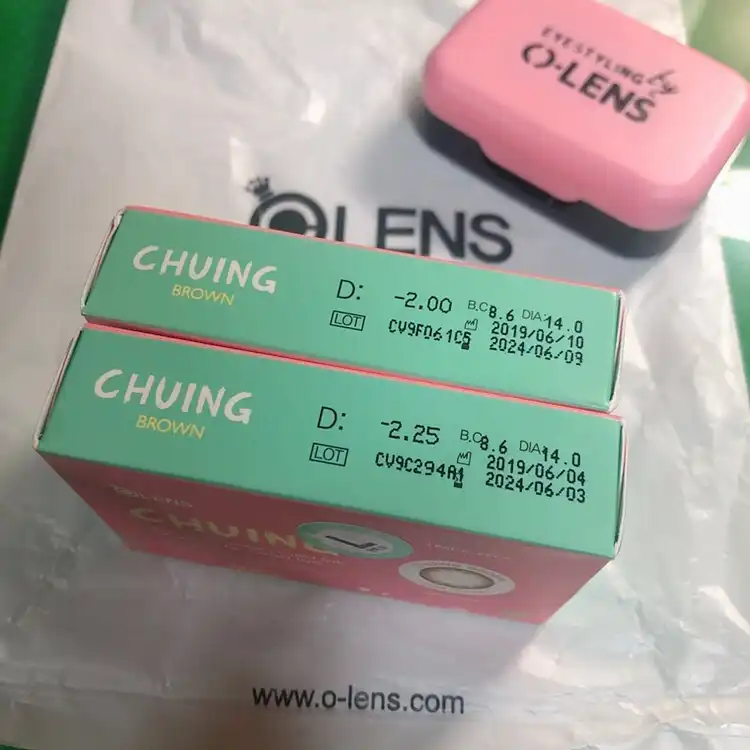 EYESTYLING by
O-LENS
OLENS
CHUING
BROWN
D: -2.00 B.C 8.6 DIA: 14.0
LOT CV9F061C5 2019/06/10
2024/06/09
CHUING
BROWN
D: -2.25 B.C 8.6 DIA: 14.0
LOT CV9C294A1 2019/06/04
2024/06/03
OLENS
CHUING
www.o-lens.com